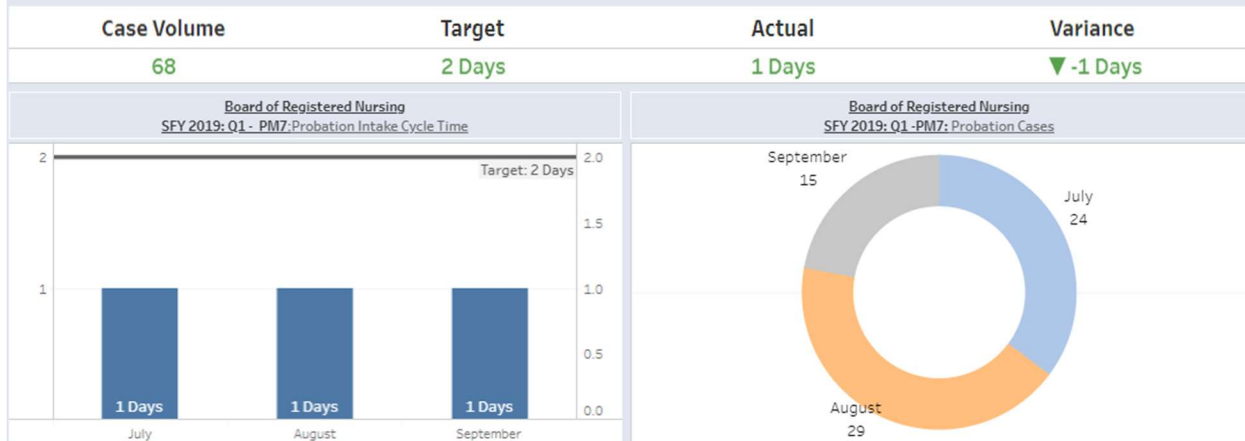 Case Volume Target Actual Variance
68 2 Days 1 Days ▼ -1 Days
Board of Registered Nursing
SFY 2019: Q1 - PM7:Probation Intake Cycle Time
2 2.0
Target: 2 Days
1.5
1 1.0
0.5
1 Days 1 Days 1 Days
0.0
July August September
Board of Registered Nursing
SFY 2019: Q1 -PM7: Probation Cases
September
15
July
24
August
29